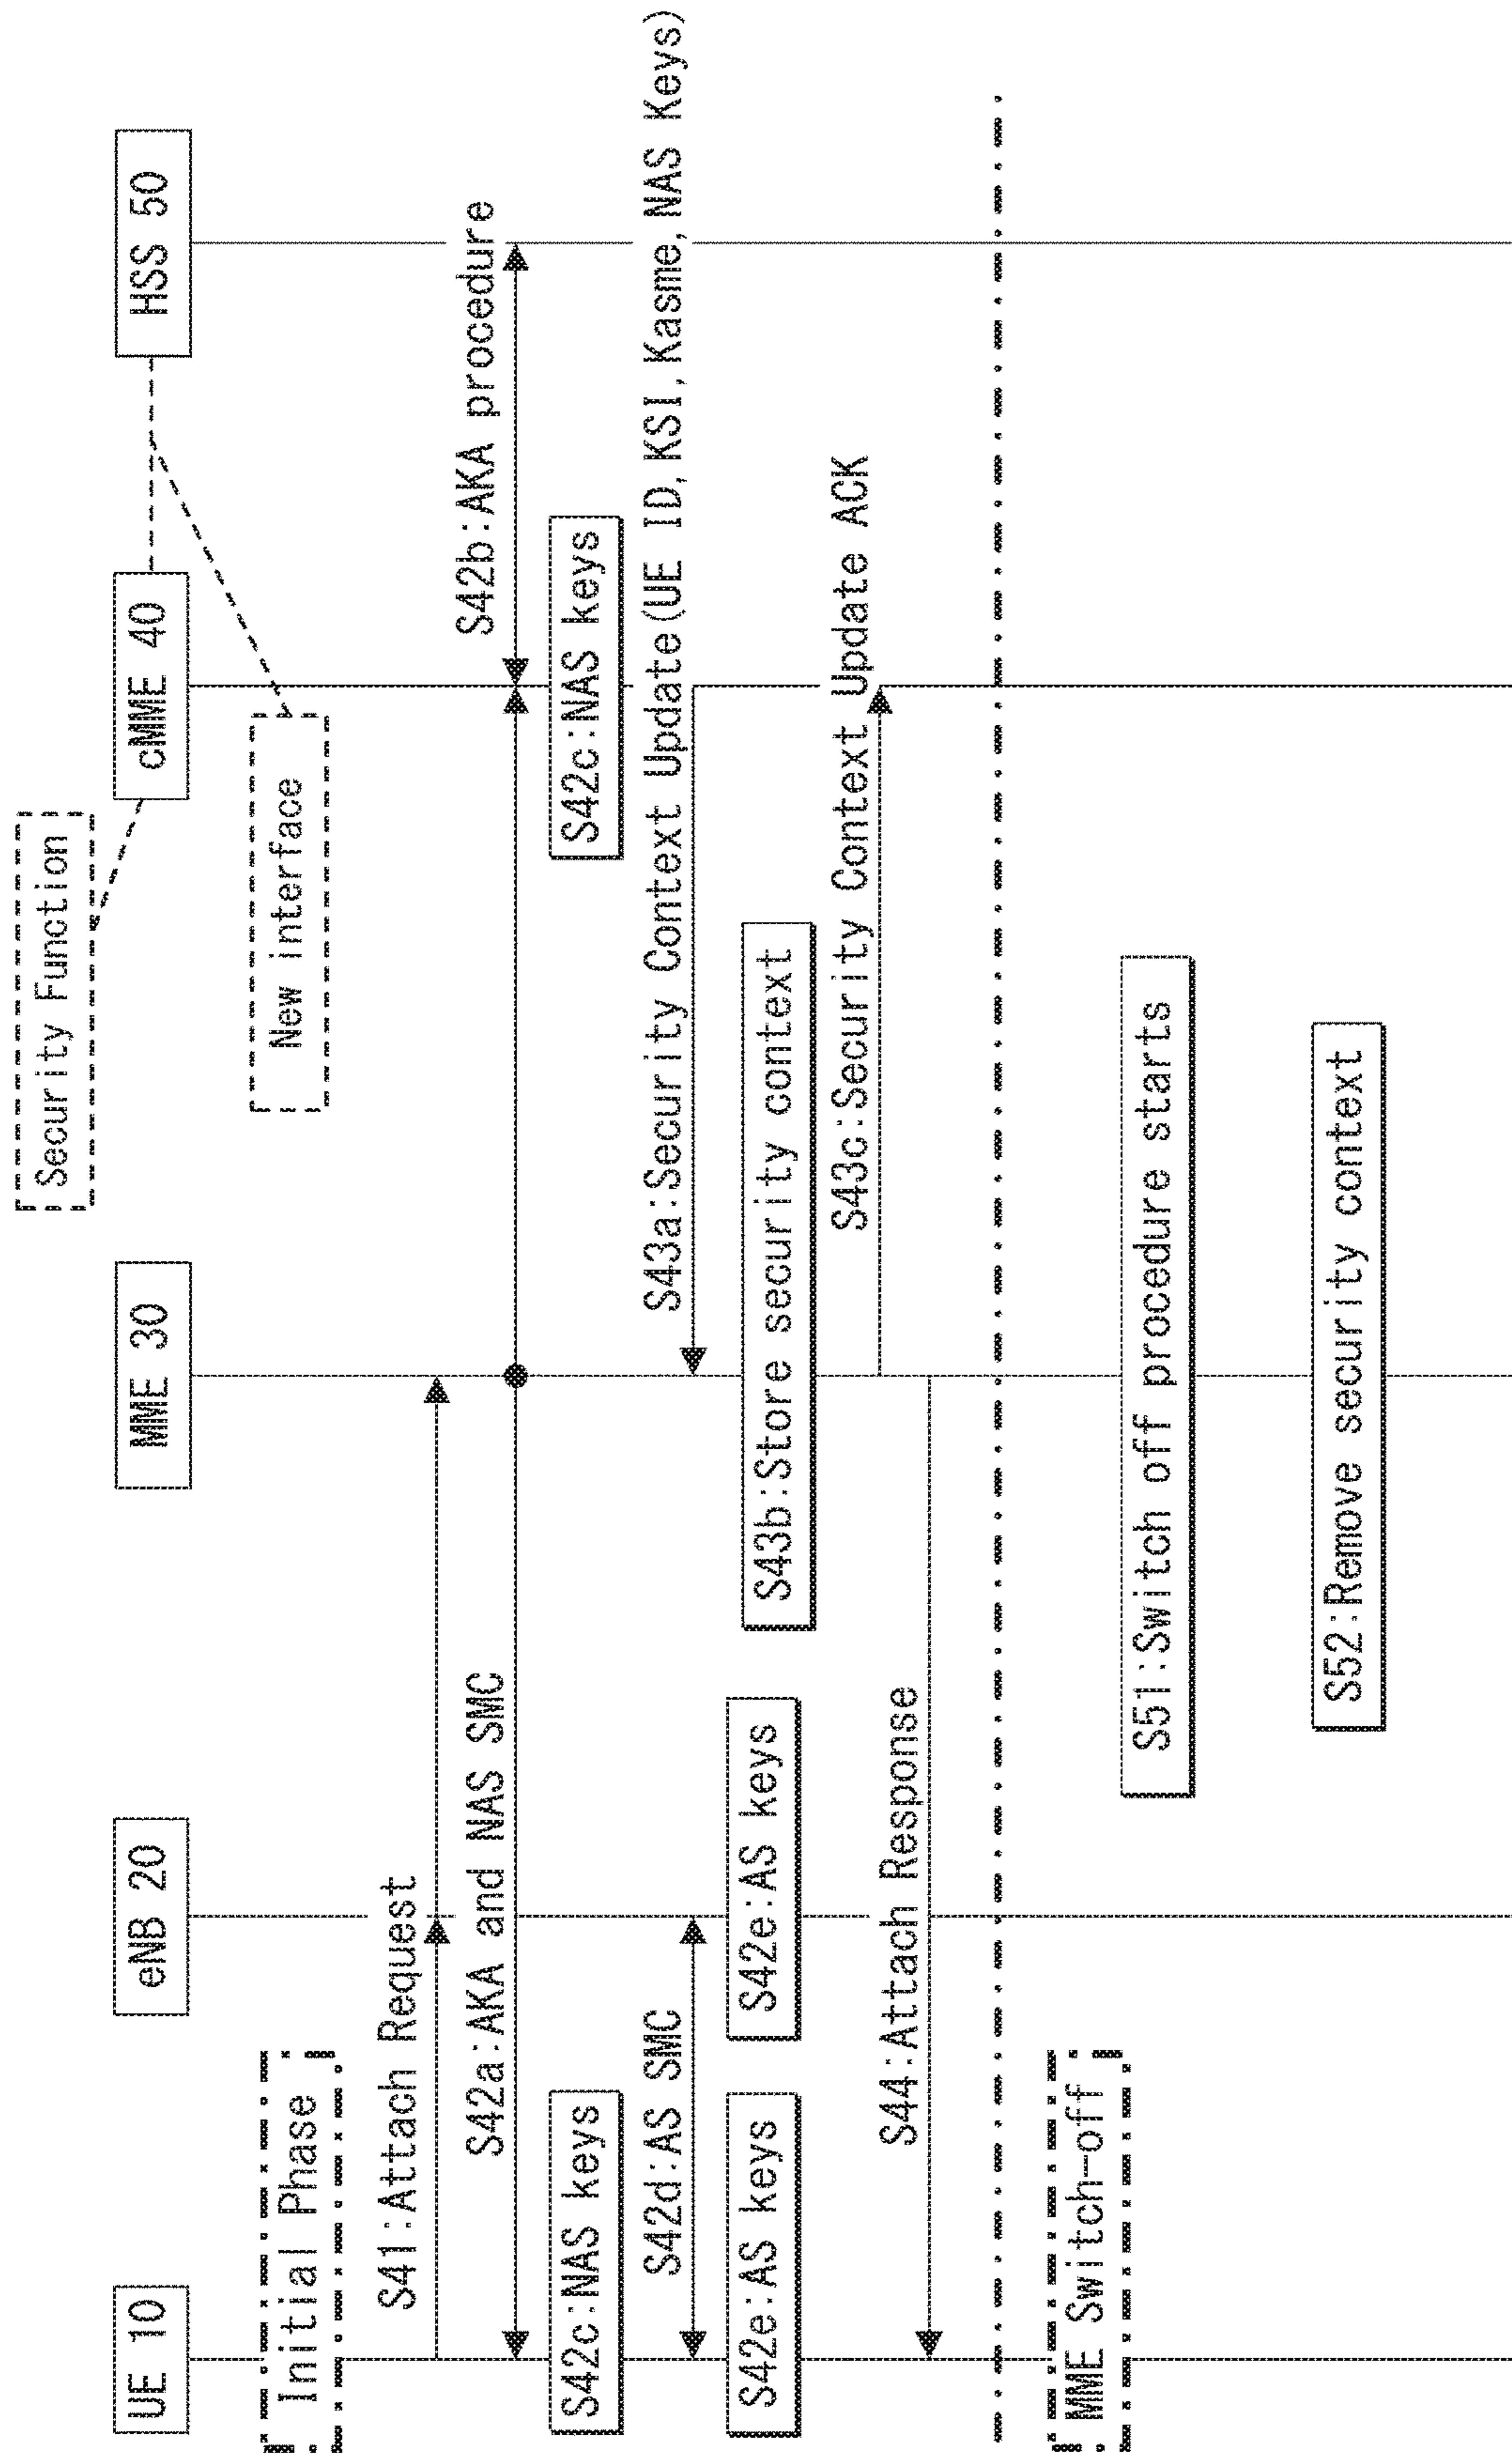 Security Function
UE 10
eNB 20
MME 30
cMME 40
HSS 50
Initial Phase
New interface
S41:Attach Request
S42a:AKA and NAS SMC
S42b:AKA procedure
S42c:NAS keys
S42c:NAS keys
S42d:AS SMC
S43a:Security Context Update(UE ID,KSI,Kasme,NAS Keys)
S42e:AS keys
S42e:AS keys
S43b:Store security context
S43c:Security Context Update ACK
S44:Attach Response
MME Switch-off
S51:Switch off procedure starts
S52:Remove security context